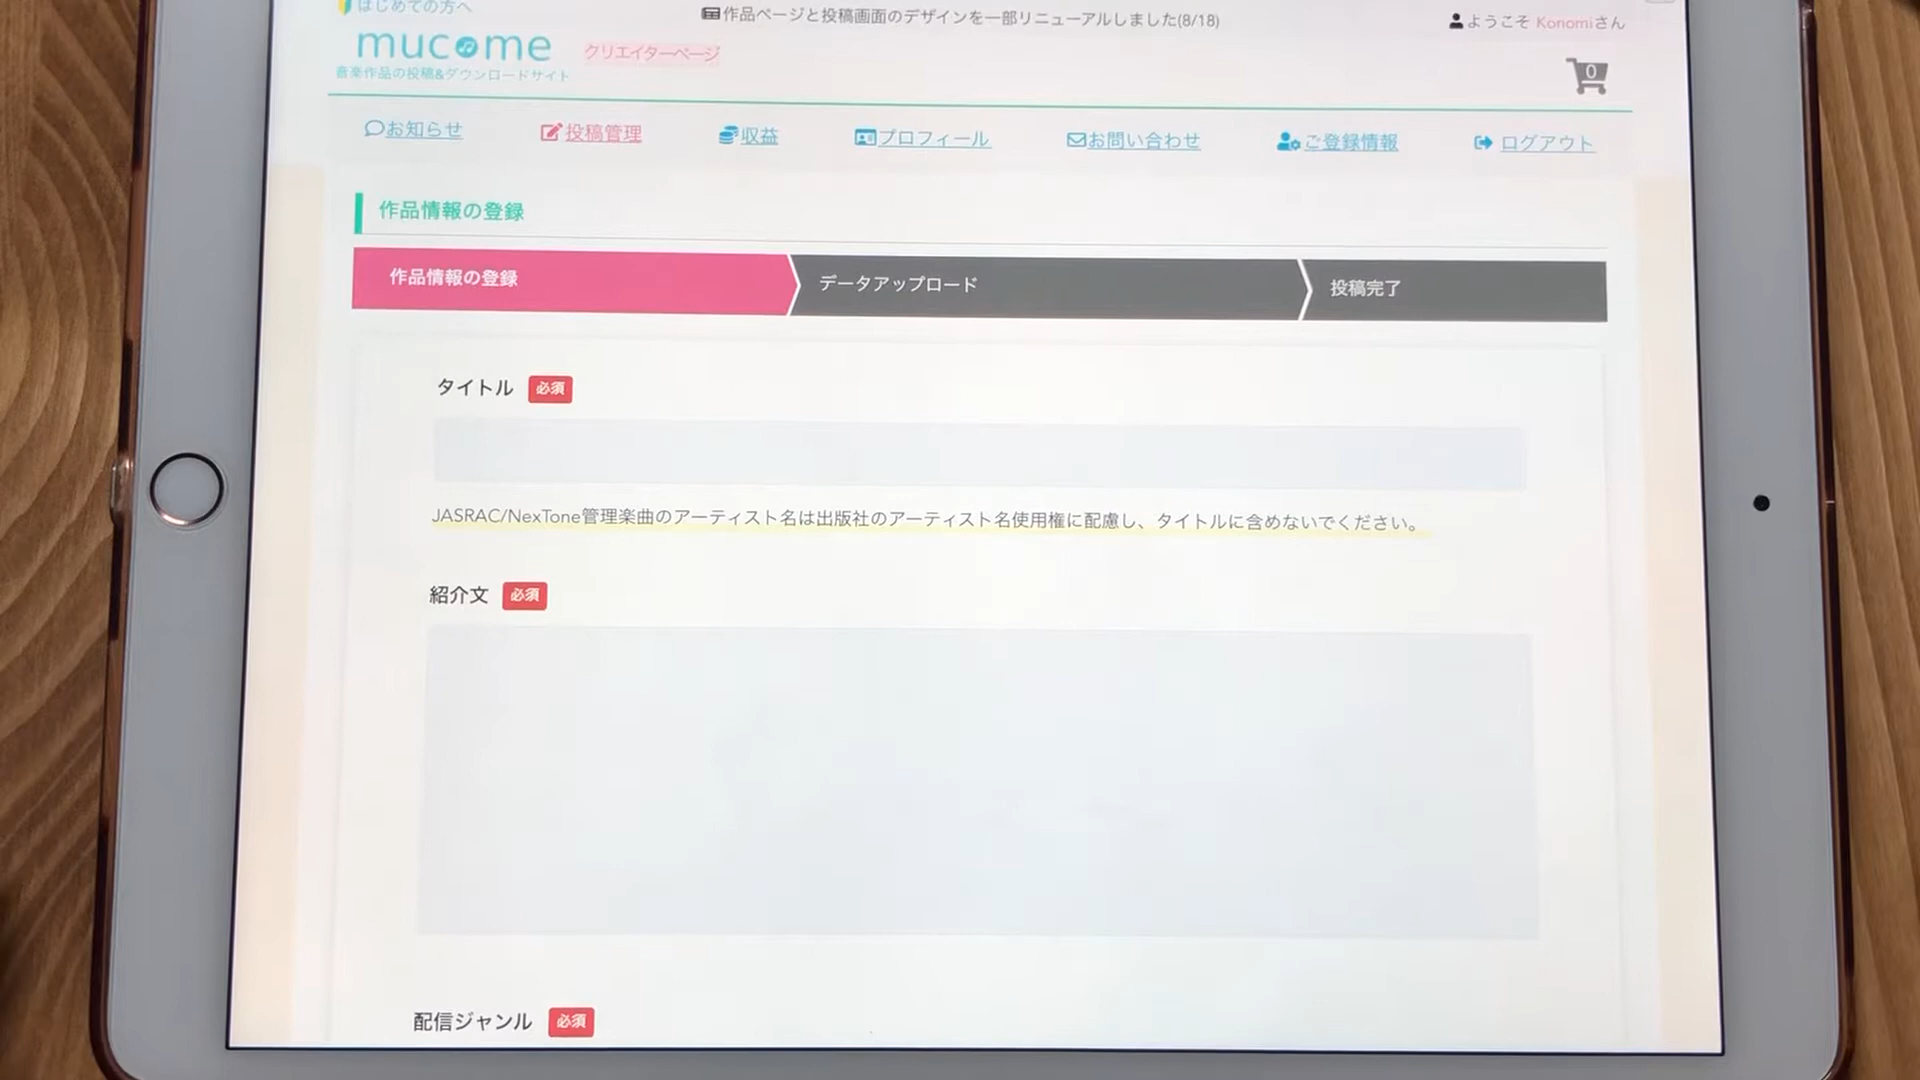 はじめての方へ
作品ページと投稿画面のデザインを一部リニューアルしました(8/18)
ようこそ Konomiさん
mucome
クリエイターページ
音楽作品の投稿&ダウンロードサイト
0
お知らせ
投稿管理
収益
プロフィール
お問い合わせ
ご登録情報
ログアウト
作品情報の登録
作品情報の登録
データアップロード
投稿完了
タイトル 必須
JASRAC/NexTone管理楽曲のアーティスト名は出版社のアーティスト名使用権に配慮し、タイトルに含めないでください。
紹介文 必須
配信ジャンル 必須